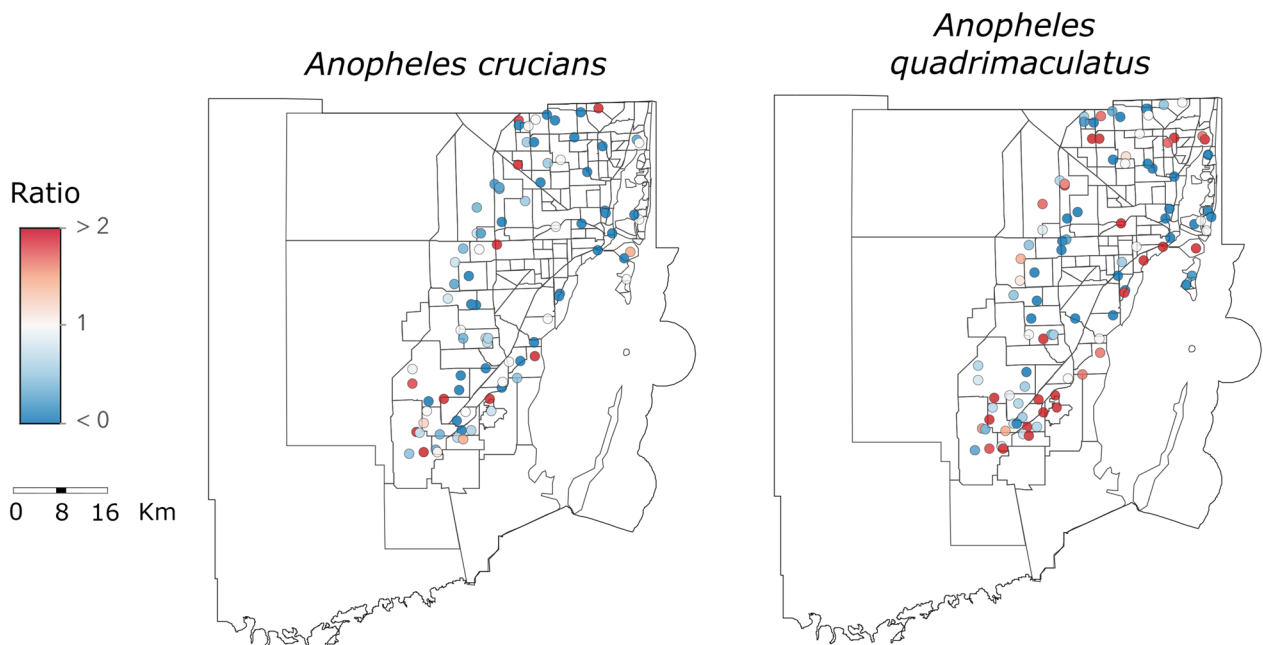 Anopheles crucians
Anopheles
quadrimaculatus
Ratio
> 2
1
< 0
0 8 16 Km